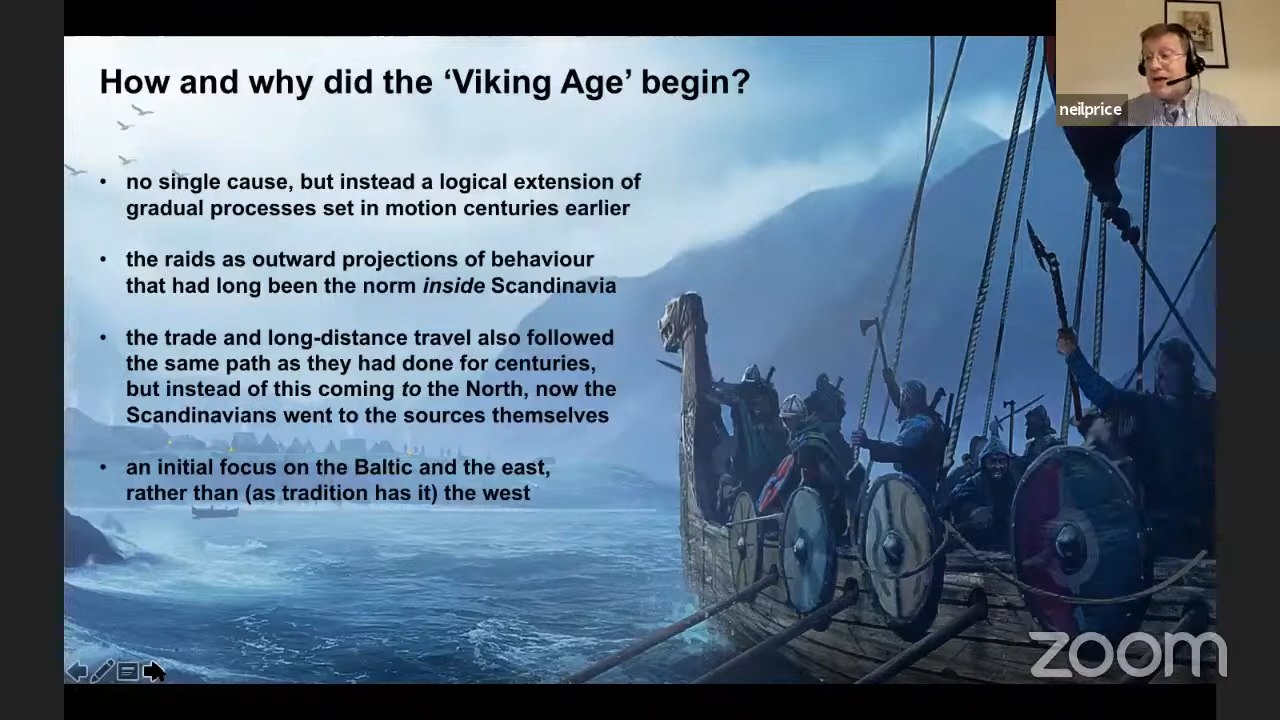 How and why did the ‘Viking Age’ begin?
neilprice
• no single cause, but instead a logical extension of
gradual processes set in motion centuries earlier
• the raids as outward projections of behaviour
that had long been the norm inside Scandinavia
• the trade and long-distance travel also followed
the same path as they had done for centuries,
but instead of this coming to the North, now the
Scandinavians went to the sources themselves
• an initial focus on the Baltic and the east,
rather than (as tradition has it) the west
zoom